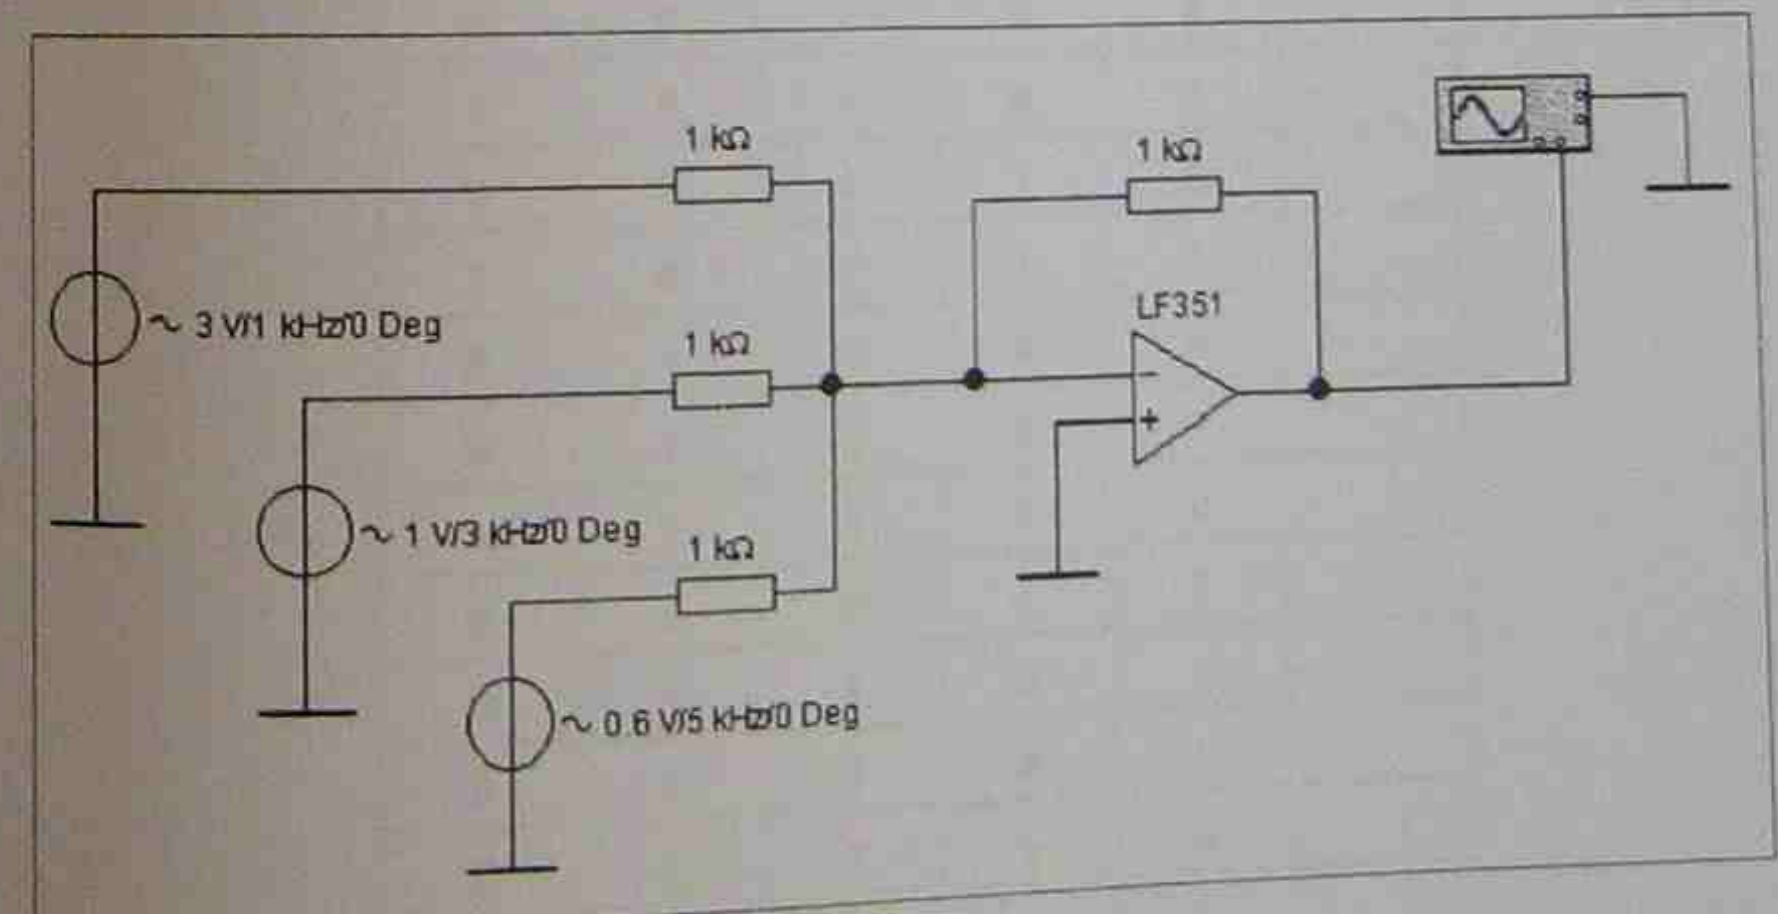 1 kΩ
1 kΩ
~ 3 V/1 kHz/0 Deg
LF351
1 kΩ
−
+
~ 1 V/3 kHz/0 Deg
1 kΩ
~ 0.6 V/5 kHz/0 Deg